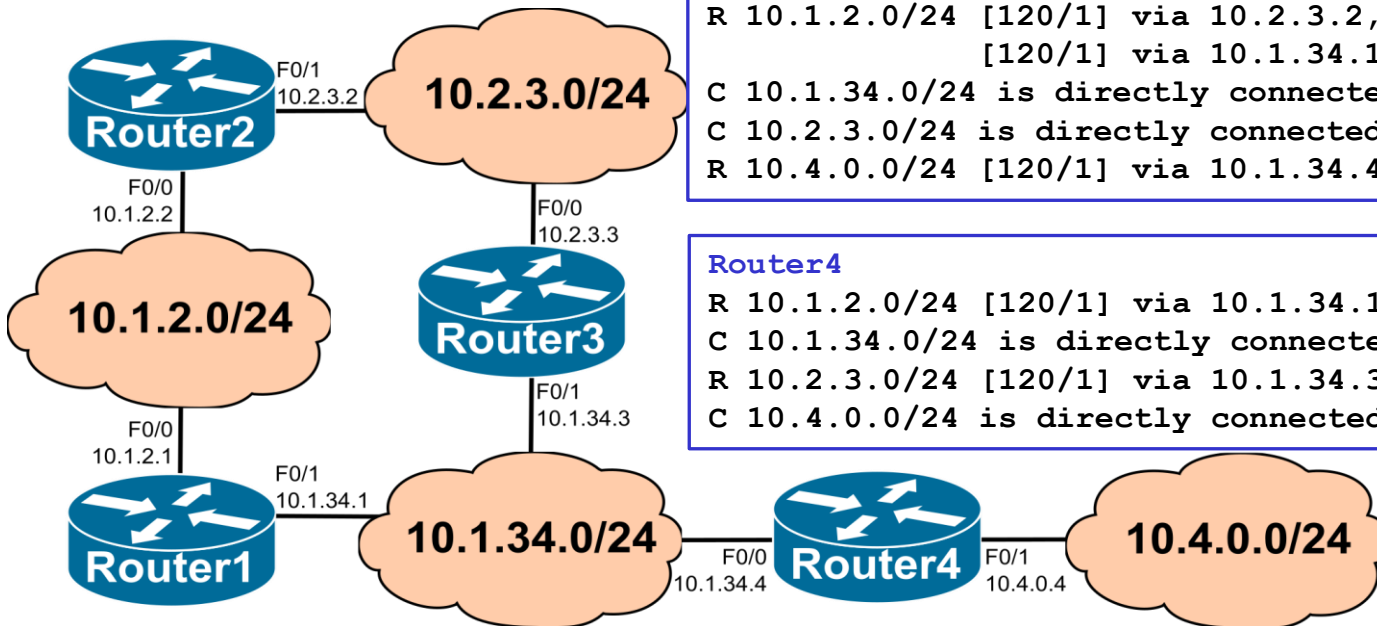 R 10.1.2.0/24 [120/1] via 10.2.3.2,
[120/1] via 10.1.34.1
C 10.1.34.0/24 is directly connecte
C 10.2.3.0/24 is directly connected
R 10.4.0.0/24 [120/1] via 10.1.34.4
F0/1
10.2.3.2
10.2.3.0/24
Router2
F0/0
10.1.2.2
F0/0
10.2.3.3
Router4
R 10.1.2.0/24 [120/1] via 10.1.34.1
C 10.1.34.0/24 is directly connecte
R 10.2.3.0/24 [120/1] via 10.1.34.3
C 10.4.0.0/24 is directly connected
10.1.2.0/24
Router3
F0/1
10.1.34.3
F0/0
10.1.2.1
F0/1
10.1.34.1
Router1
10.1.34.0/24
F0/0
10.1.34.4
Router4
F0/1
10.4.0.4
10.4.0.0/24